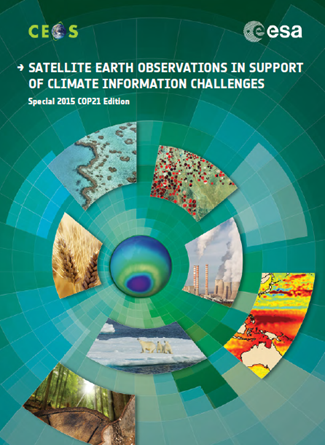 CEOS
esa
→ SATELLITE EARTH OBSERVATIONS IN SUPPORT
OF CLIMATE INFORMATION CHALLENGES
Special 2015 COP21 Edition